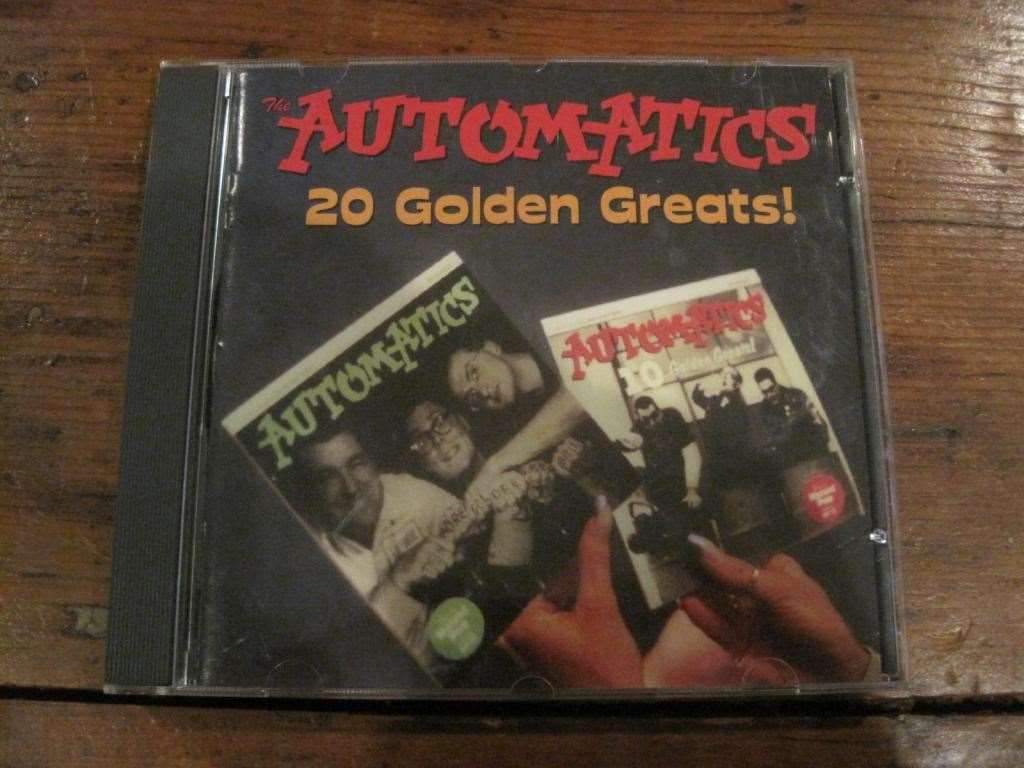 The AUTOMATICS
20 Golden Greats!
AUTOMATICS
AUTOMATICS
10